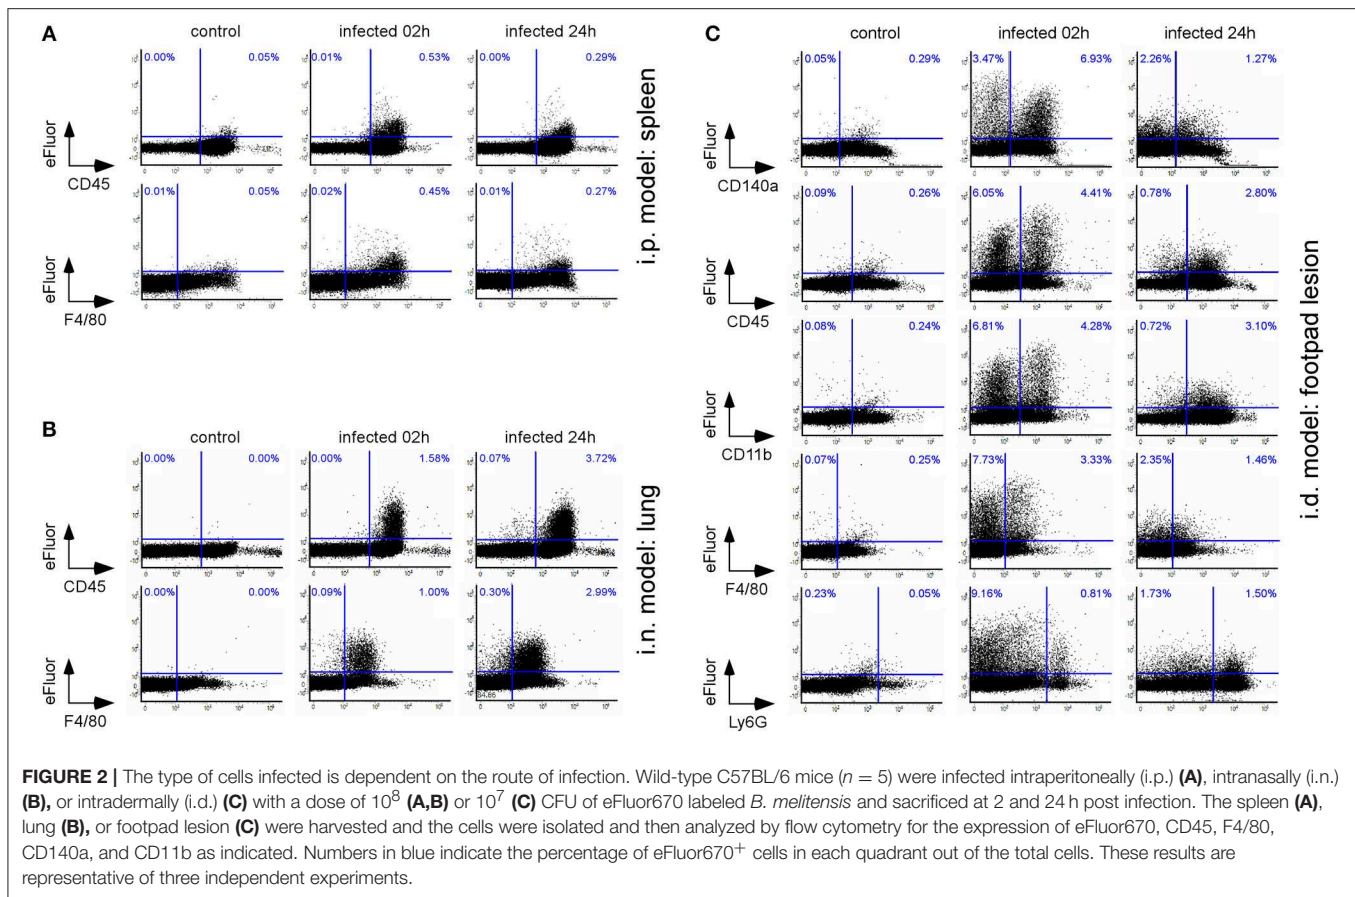 A
control
infected 02h
infected 24h
0.00%
0.05%
0.01%
0.53%
0.00%
0.29%
eFluor
CD45
0.01%
0.05%
0.02%
0.45%
0.01%
0.27%
eFluor
F4/80
i.p. model: spleen
B
control
infected 02h
infected 24h
0.00%
0.00%
0.00%
1.58%
0.07%
3.72%
eFluor
CD45
0.00%
0.00%
0.09%
1.00%
0.30%
2.99%
eFluor
F4/80
i.n. model: lung
C
control
infected 02h
infected 24h
0.05%
0.29%
3.47%
6.93%
2.26%
1.27%
eFluor
CD140a
0.09%
0.26%
6.05%
4.41%
0.78%
2.80%
eFluor
CD45
0.08%
0.24%
6.81%
4.28%
0.72%
3.10%
eFluor
CD11b
0.07%
0.25%
7.73%
3.33%
2.35%
1.46%
eFluor
F4/80
0.23%
0.05%
9.16%
0.81%
1.73%
1.50%
eFluor
Ly6G
i.d. model: footpad lesion
FIGURE 2 | The type of cells infected is dependent on the route of infection. Wild-type C57BL/6 mice (n = 5) were infected intraperitoneally (i.p.) (A), intranasally (i.n.)
(B), or intradermally (i.d.) (C) with a dose of 10⁸ (A,B) or 10⁷ (C) CFU of eFluor670 labeled B. melitensis and sacrificed at 2 and 24 h post infection. The spleen (A),
lung (B), or footpad lesion (C) were harvested and the cells were isolated and then analyzed by flow cytometry for the expression of eFluor670, CD45, F4/80,
CD140a, and CD11b as indicated. Numbers in blue indicate the percentage of eFluor670⁺ cells in each quadrant out of the total cells. These results are
representative of three independent experiments.